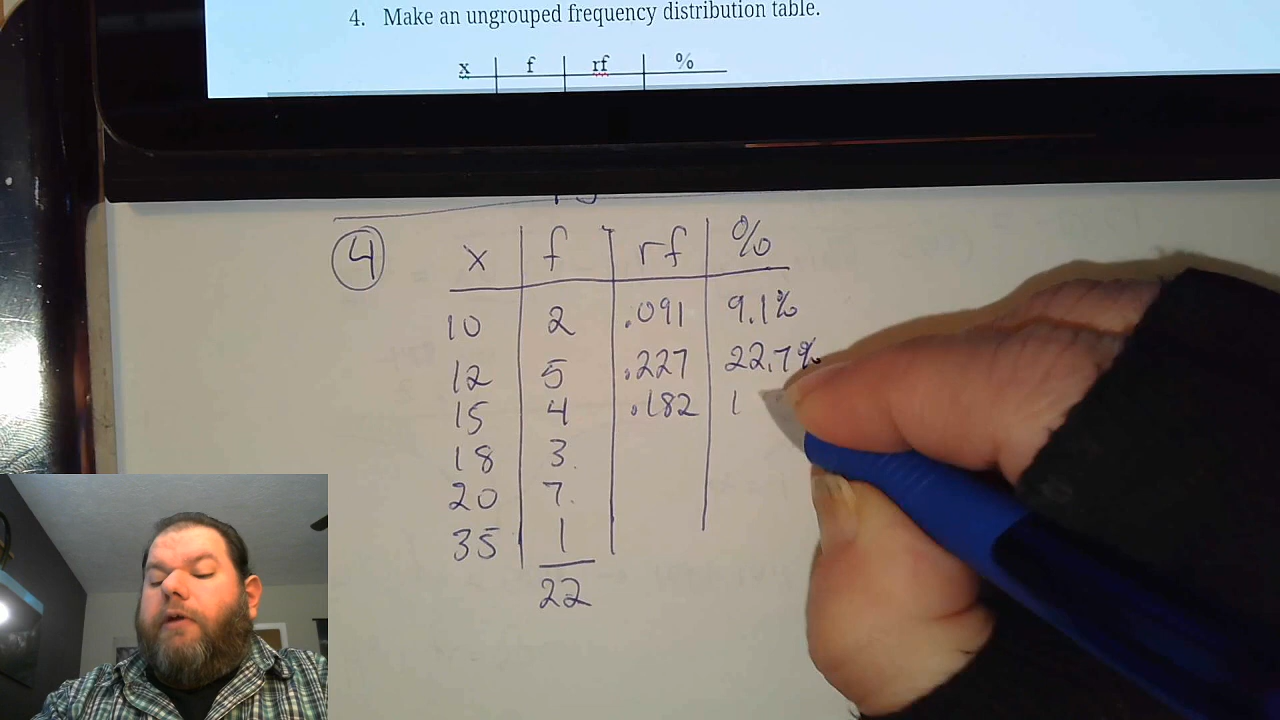 4. Make an ungrouped frequency distribution table.
x f rf %
4 x f rf %
10 2 .091 9.1%
12 5 .227 22.7%
15 4 .182 1
18 3
20 7
35 1
22